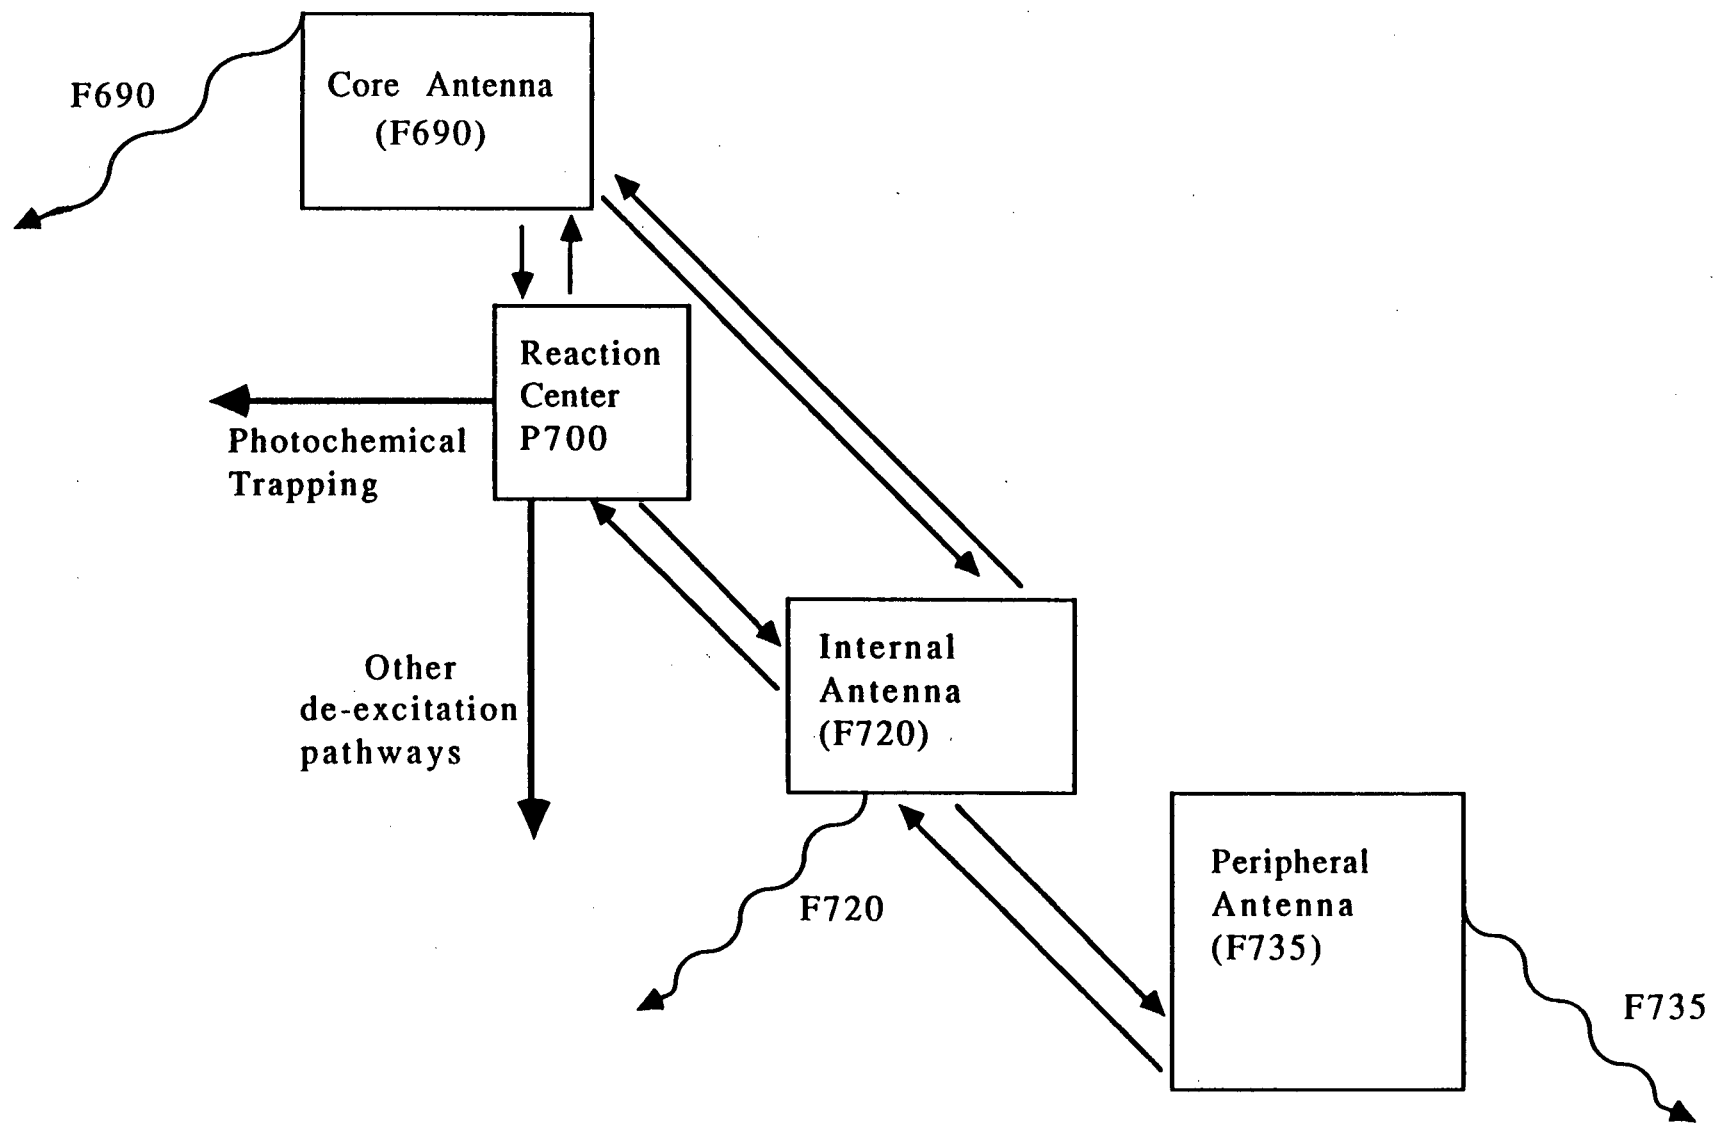 F690
Core Antenna
(F690)
Reaction
Center
P700
Photochemical
Trapping
Other
de-excitation
pathways
Internal
Antenna
(F720)
F720
Peripheral
Antenna
(F735)
F735